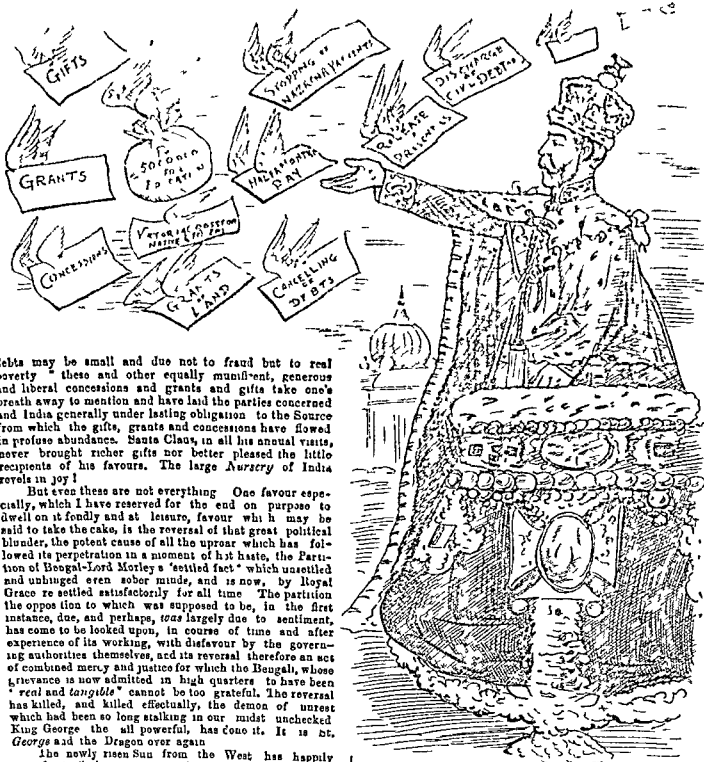 GIFTS
STOPPING OF
NAZARNA PAYMENTS
DISCHARGE
OF
CIVIL DEBTOR
RELEASE
FOR
GRANTS
PAY
VICTORIA CROSS FOR
NATIVE
CONCESSIONS
GRANTS
LAND
CANCELLING
OF
DEBTS
debts may be small and due not to fraud but to real
poverty " these and other equally munifi-ent, generous
and liberal concessions and grants and gifts take one's
breath away to mention and have laid the parties concerned
and India generally under lasting obligation to the Source
from which the gifts, grants and concessions have flowed
in profuse abundance. Santa Claus, in all his annual visits,
never brought richer gifts nor better pleased the little
recipients of his favours. The large Nursery of India
revels in joy !
But even these are not everything One favour espe-
cially, which I have reserved for the end on purpose to
dwell on it fondly and at leisure, favour whi h may be
said to take the cake, is the reversal of that great political
blunder, the potent cause of all the uproar which has fol-
lowed its perpetration in a moment of hot haste, the Parti-
tion of Bengal-Lord Morley s 'settled fact' which unsettled
and unhinged even sober minds, and is now, by Royal
Grace re settled satisfactorily for all time The partition
the oppos tion to which was supposed to be, in the first
instance, due, and perhaps, was largely due to sentiment,
has come to be looked upon, in course of time and after
experience of its working, with disfavour by the govern-
ing authorities themselves, and its reversal therefore an act
of combined mercy and justice for which the Bengali, whose
grievance is now admitted in high quarters to have been
" real and tangible " cannot be too grateful. The reversal
has killed, and killed effectually, the demon of unrest
which had been so long stalking in our midst unchecked
King George the all powerful, has done it. It is St.
George and the Dragon over again
The newly risen Sun from the West has happily